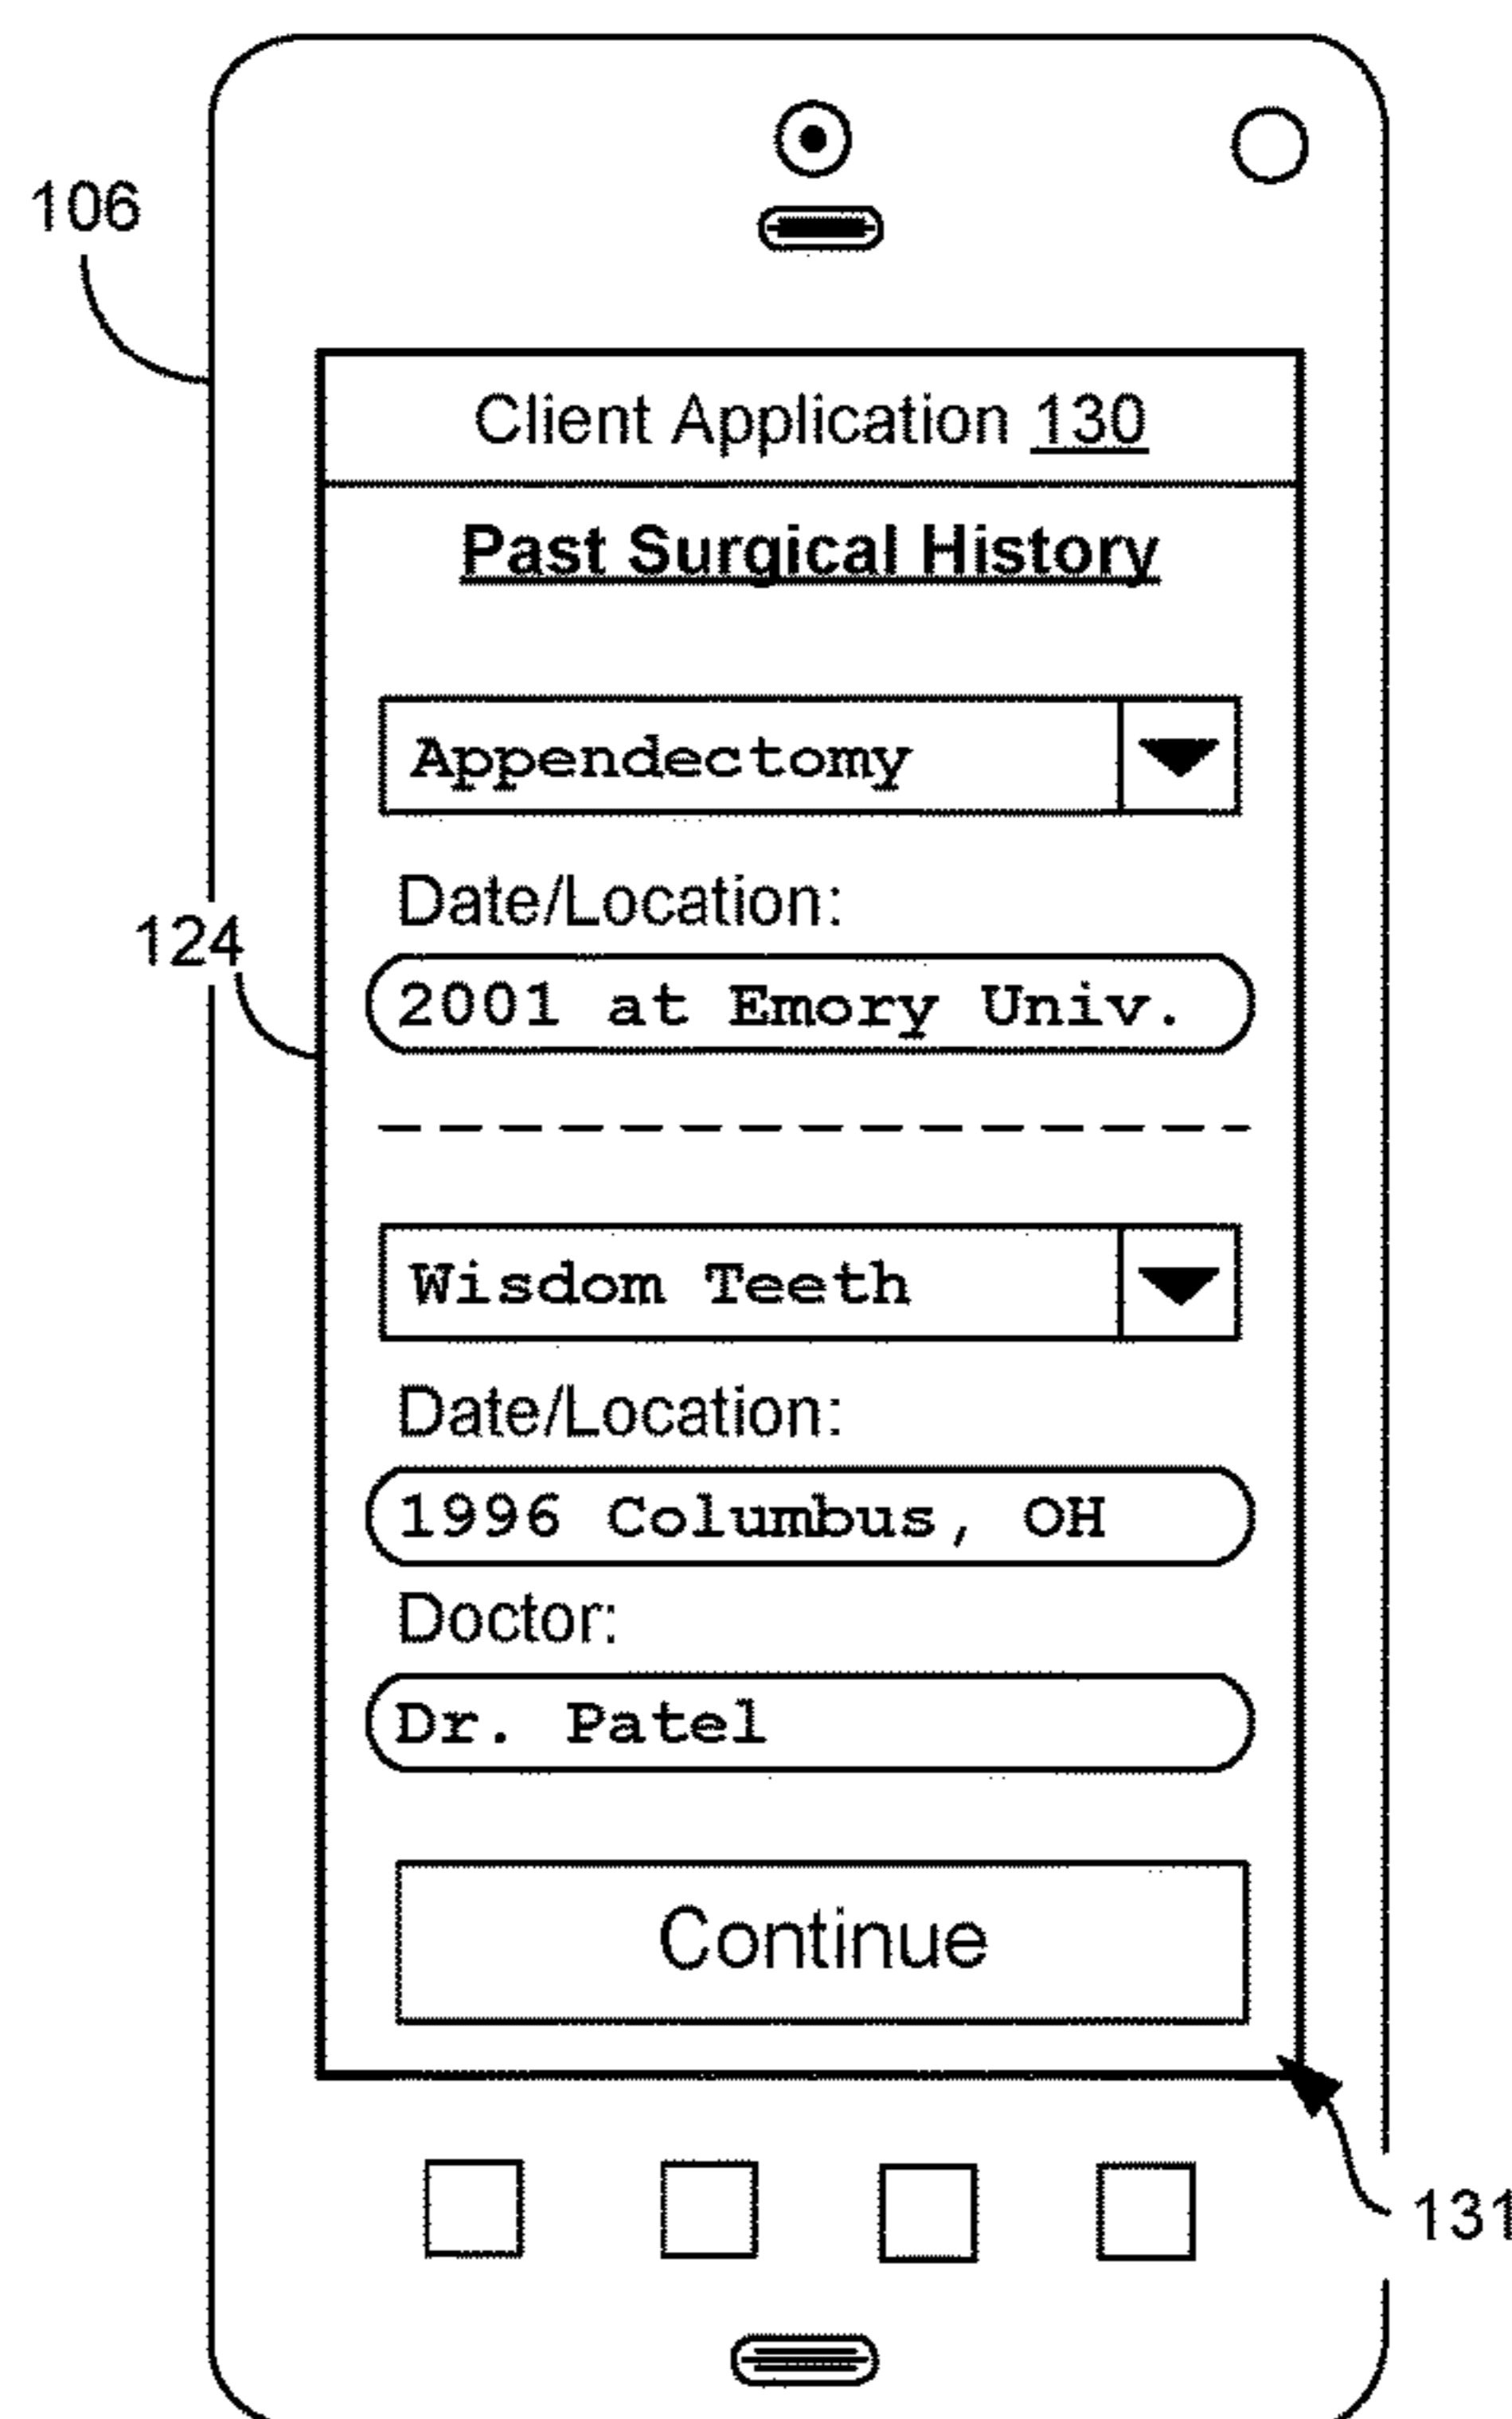 106
Client Application 130
Past Surgical History
Appendectomy
Date/Location:
124
2001 at Emory Univ.
Wisdom Teeth
Date/Location:
1996 Columbus, OH
Doctor:
Dr. Patel
Continue
131